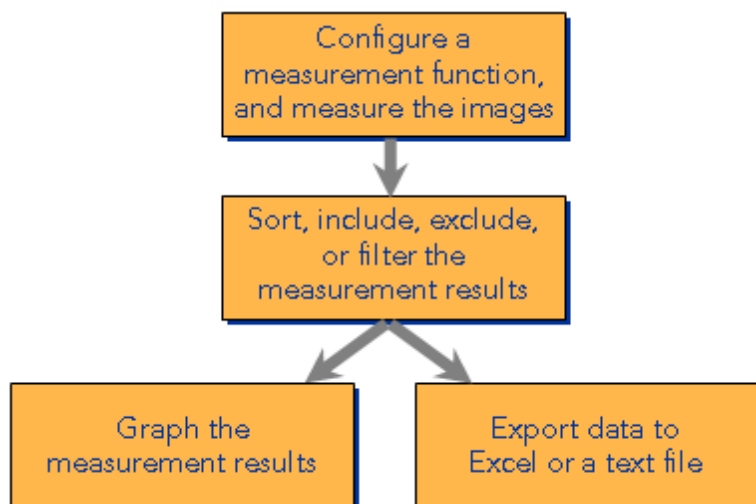 Configure a
measurement function,
and measure the images
Sort, include, exclude,
or filter the
measurement results
Graph the
measurement results
Export data to
Excel or a text file